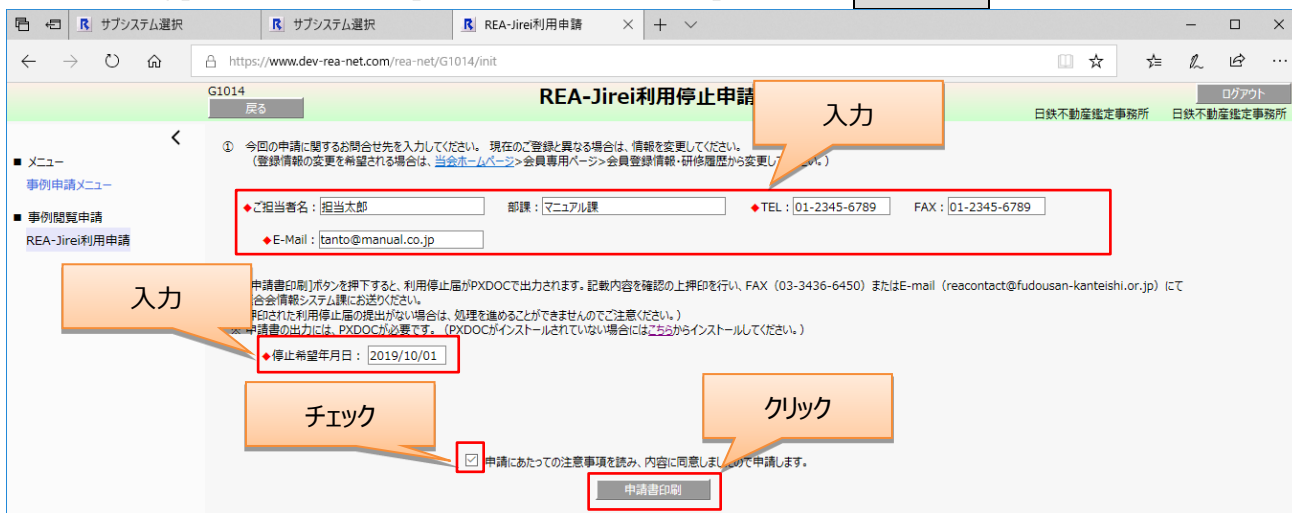 サブシステム選択
サブシステム選択
REA-Jirei利用申請
https://www.dev-rea-net.com/rea-net/G1014/init
G1014
戻る
REA-Jirei利用停止申請
ログアウト
日鉄不動産鑑定事務所 日鉄不動産鑑定事務所
入力
■ メニュー
事例申請メニュー
■ 事例閲覧申請
REA-Jirei利用申請
① 今回の申請に関するお問合せ先を入力してください。 現在のご登録と異なる場合は、情報を変更してください。
(登録情報の変更を希望される場合は、当会ホームページ>会員専用ページ>会員登録情報・研修履歴から変更し ください。)
◆ご担当者名: 担当太郎 部課: マニュアル課 ◆TEL: 01-2345-6789 FAX: 01-2345-6789
◆E-Mail: tanto@manual.co.jp
入力
申請書印刷]ボタンを押下すると、利用停止届がPXDOCで出力されます。記載内容を確認の上押印を行い、FAX (03-3436-6450) またはE-mail (reacontact@fudousan-kanteishi.or.jp) にて
合会情報システム課にお送りください。
押印された利用停止届の提出がない場合は、処理を進めることができませんのでご注意ください。)
※ 申請書の出力には、PXDOCが必要です。 (PXDOCがインストールされていない場合にはこちらからインストールしてください。)
◆停止希望年月日: 2019/10/01
チェック
クリック
申請にあたっての注意事項を読み、内容に同意しましたので申請します。
申請書印刷